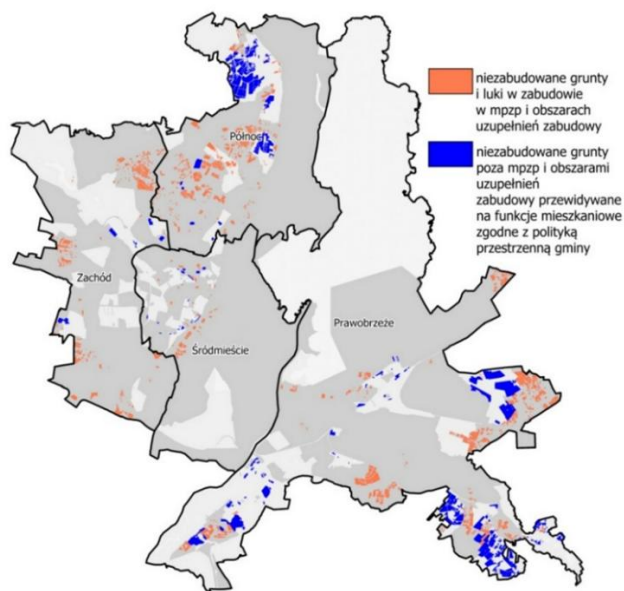 niezabudowane grunty
i luki w zabudowie
w mpzp i obszarach
uzupełnień zabudowy
niezabudowane grunty
poza mpzp i obszarami
uzupełnień
zabudowy przewidywane
na funkcje mieszkaniowe
zgodne z polityką
przestrzenną gminy
Północ
Zachód
Śródmieście
Prawobrzeże